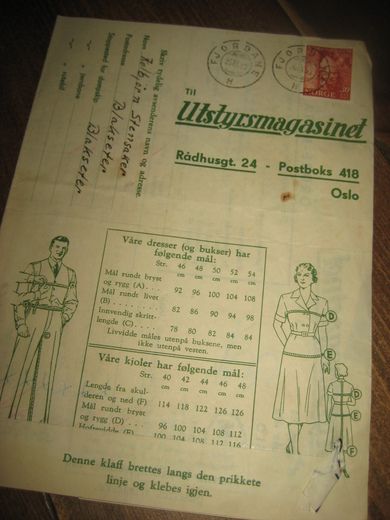 Skriv tydelig avsenderens navn og adresse.
Navn
Stensaker
Blakseter
Blakseter
Til
FJORDANE
FJORDANE
H
H
NORGE
Utstyrsmagasinet
Rådhusgt. 24 - Postboks 418
Oslo
Våre dresser (og bukser) har
følgende mål:
Str. 46 48 50 52 54
cm cm cm cm cm
Mål rundt bryst
og rygg (A) 92 96 100 104 108
Mål rundt livet
(B) . . . . . . . . 82 86 90 94 98
Innvendig skritt-
lengde (C) . . . . . 78 80 82 84 84
Livvidde måles utenpå buksene, men
ikke utenpå vesten.
Våre kjoler har følgende mål:
Str. 40 42 44 46 48
cm cm cm cm cm
Lengde fra skul-
deren og ned (F) 114 118 122 126 126
Mål rundt bryst
og rygg (D) . . . 96 100 104 108 112
Hoftevidde (E) . . 100 104 108 112 116
D
E
F
Denne klaff brettes langs den prikkete
linje og klebes igjen.